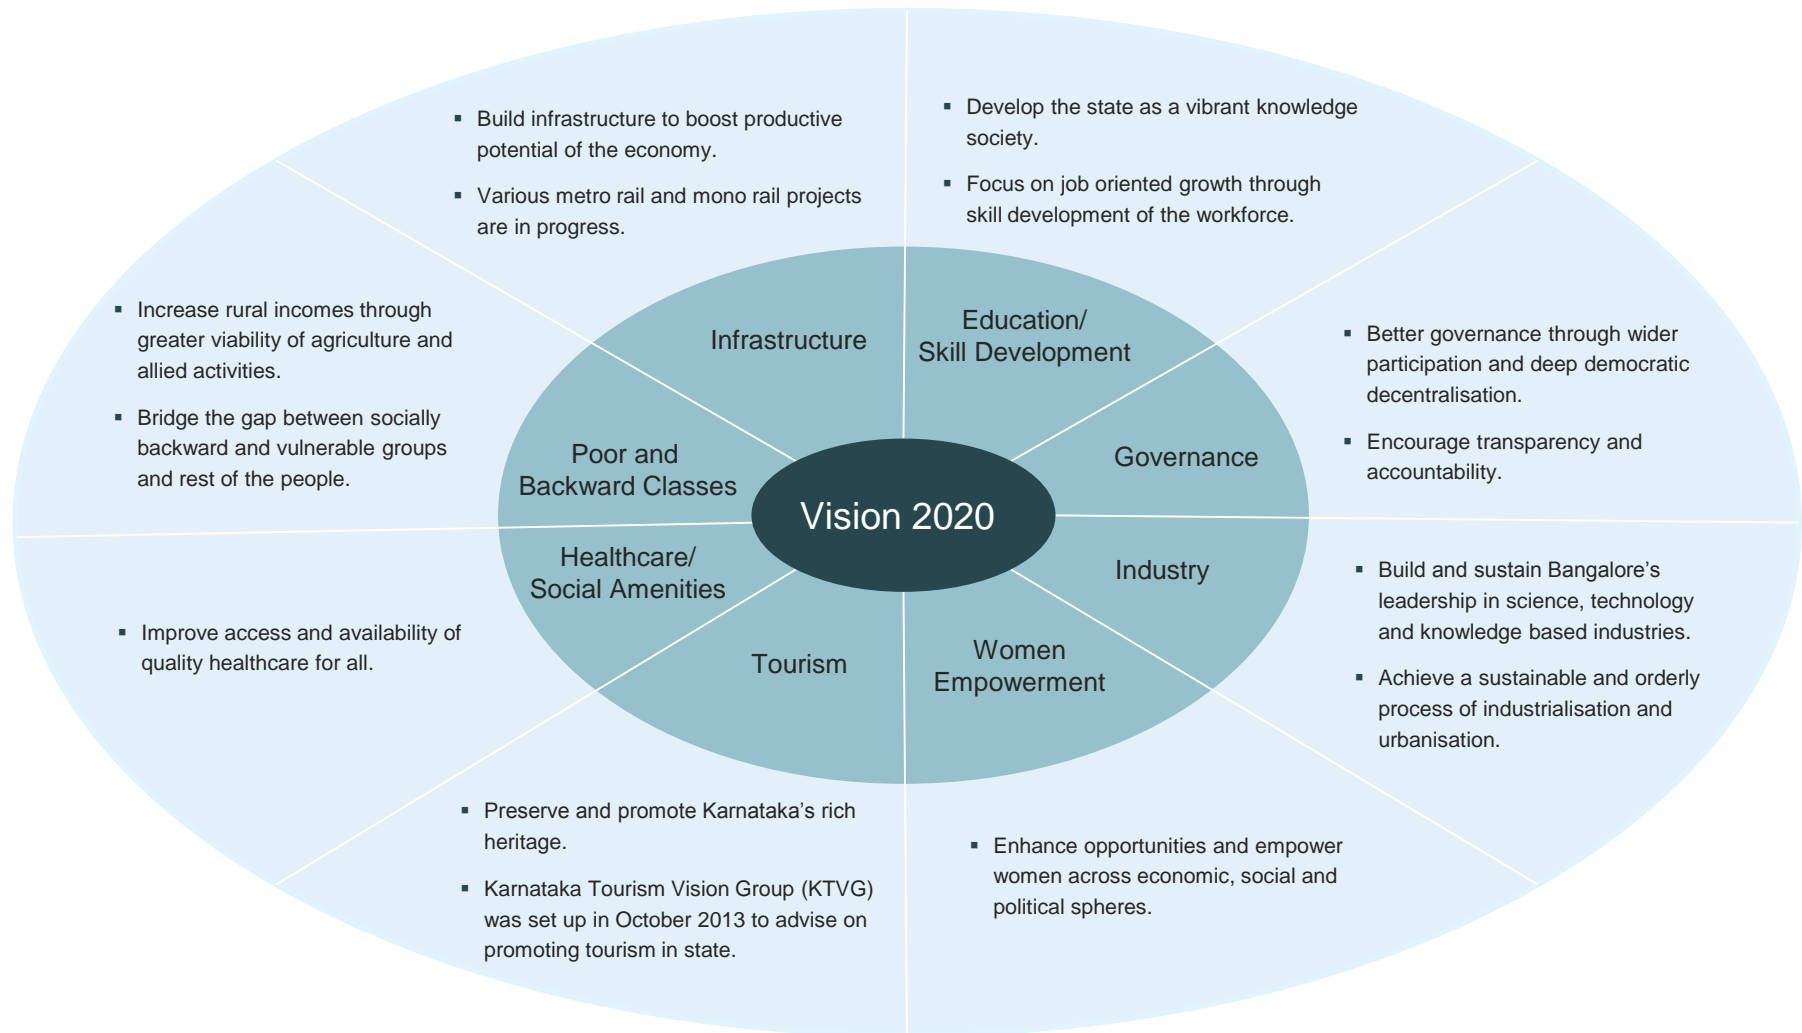 ▪ Build infrastructure to boost productive
potential of the economy.
▪ Various metro rail and mono rail projects
are in progress.
▪ Develop the state as a vibrant knowledge
society.
▪ Focus on job oriented growth through
skill development of the workforce.
▪ Increase rural incomes through
greater viability of agriculture and
allied activities.
▪ Bridge the gap between socially
backward and vulnerable groups
and rest of the people.
Infrastructure
Education/
Skill Development
▪ Better governance through wider
participation and deep democratic
decentralisation.
▪ Encourage transparency and
accountability.
Poor and
Backward Classes
Governance
Vision 2020
Healthcare/
Social Amenities
Industry
▪ Improve access and availability of
quality healthcare for all.
Tourism
Women
Empowerment
▪ Build and sustain Bangalore’s
leadership in science, technology
and knowledge based industries.
▪ Achieve a sustainable and orderly
process of industrialisation and
urbanisation.
▪ Preserve and promote Karnataka’s rich
heritage.
▪ Karnataka Tourism Vision Group (KTVG)
was set up in October 2013 to advise on
promoting tourism in state.
▪ Enhance opportunities and empower
women across economic, social and
political spheres.